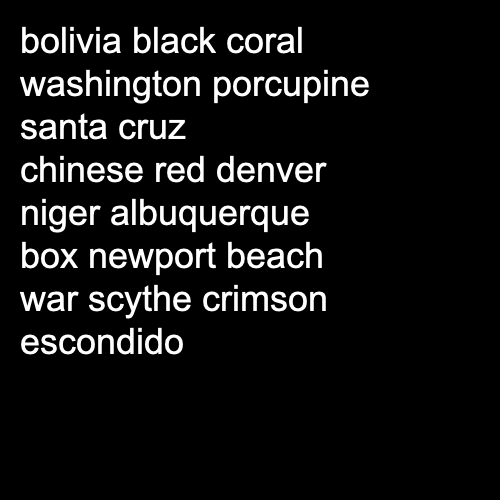 bolivia black coral
washington porcupine
santa cruz
chinese red denver
niger albuquerque
box newport beach
war scythe crimson
escondido